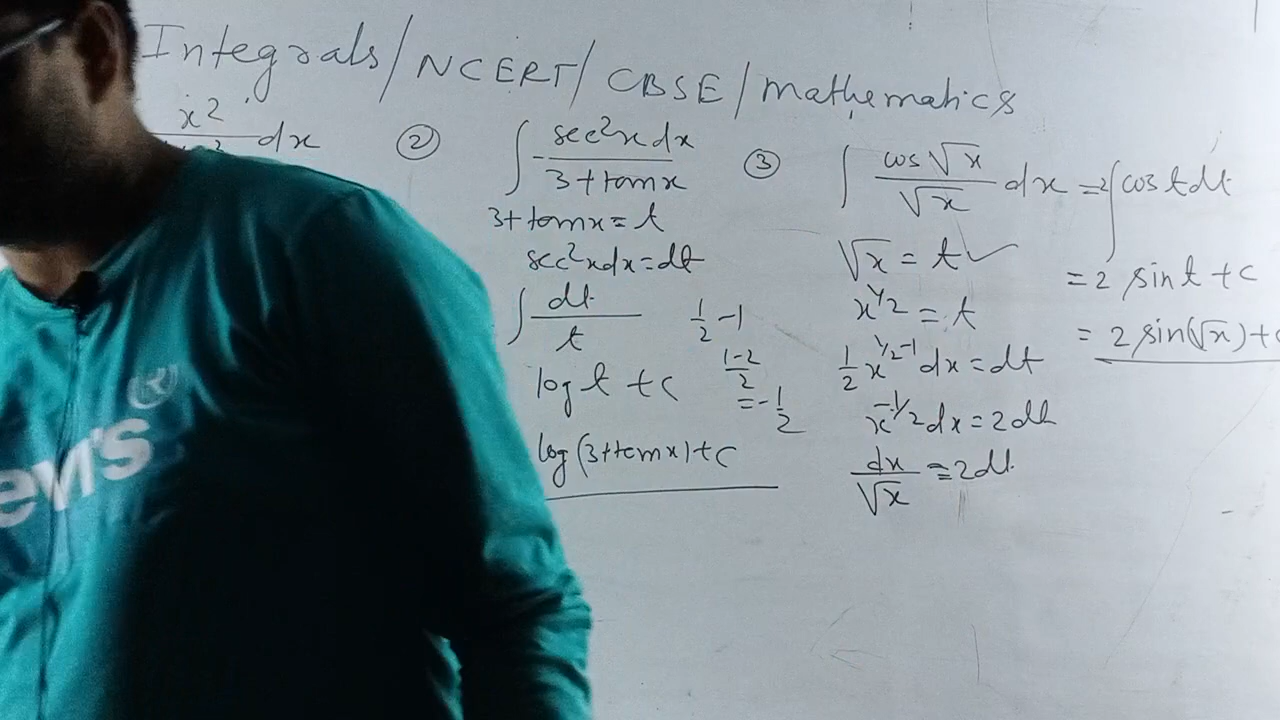 Integrals/NCERT/CBSE/Mathematics
x² dx
② ∫ sec²x dx / 3+tanx
3+tanx = t
sec²xdx = dt
∫ dt / t
log t + c
log(3+tanx)+c
1/2 - 1
1-2 / 2
= -1/2
③ ∫ cos √x / √x dx = 2∫ cos t dt
√x = t ✓
x^1/2 = t
1/2 x^1/2-1 dx = dt
x^-1/2 dx = 2dt
dx / √x = 2dt
= 2 sin t + c
= 2 sin(√x)+c